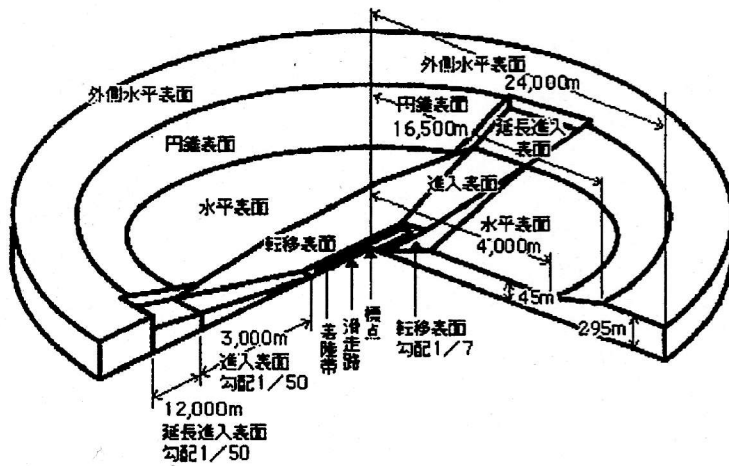 外側水平表面
24,000m
外側水平表面
円錐表面
16,500m
延長進入
表面
円錐表面
進入表面
水平表面
水平表面
4,000m
転移表面
45m
295m
3,000m
進入表面
勾配1/50
着陸帯
滑走路
標点
転移表面
勾配1/7
12,000m
延長進入表面
勾配1/50